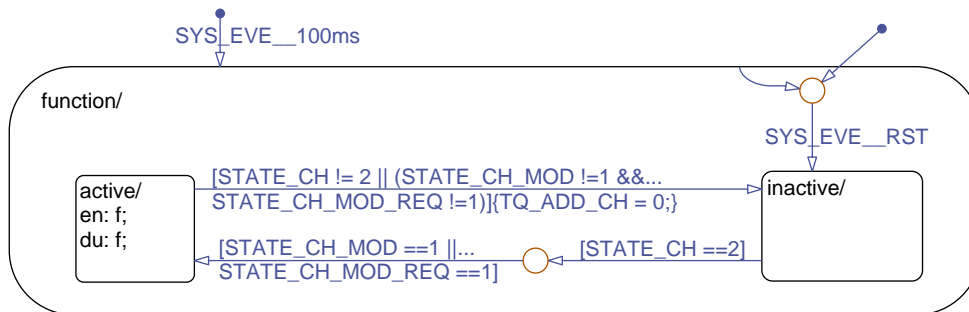 SYS_EVE__100ms
function/
SYS_EVE__RST
[STATE_CH != 2 || (STATE_CH_MOD !=1 &&...
STATE_CH_MOD_REQ !=1)]{TQ_ADD_CH = 0;}
active/
en: f;
du: f;
inactive/
[STATE_CH_MOD ==1 ||...
STATE_CH_MOD_REQ ==1]
[STATE_CH ==2]